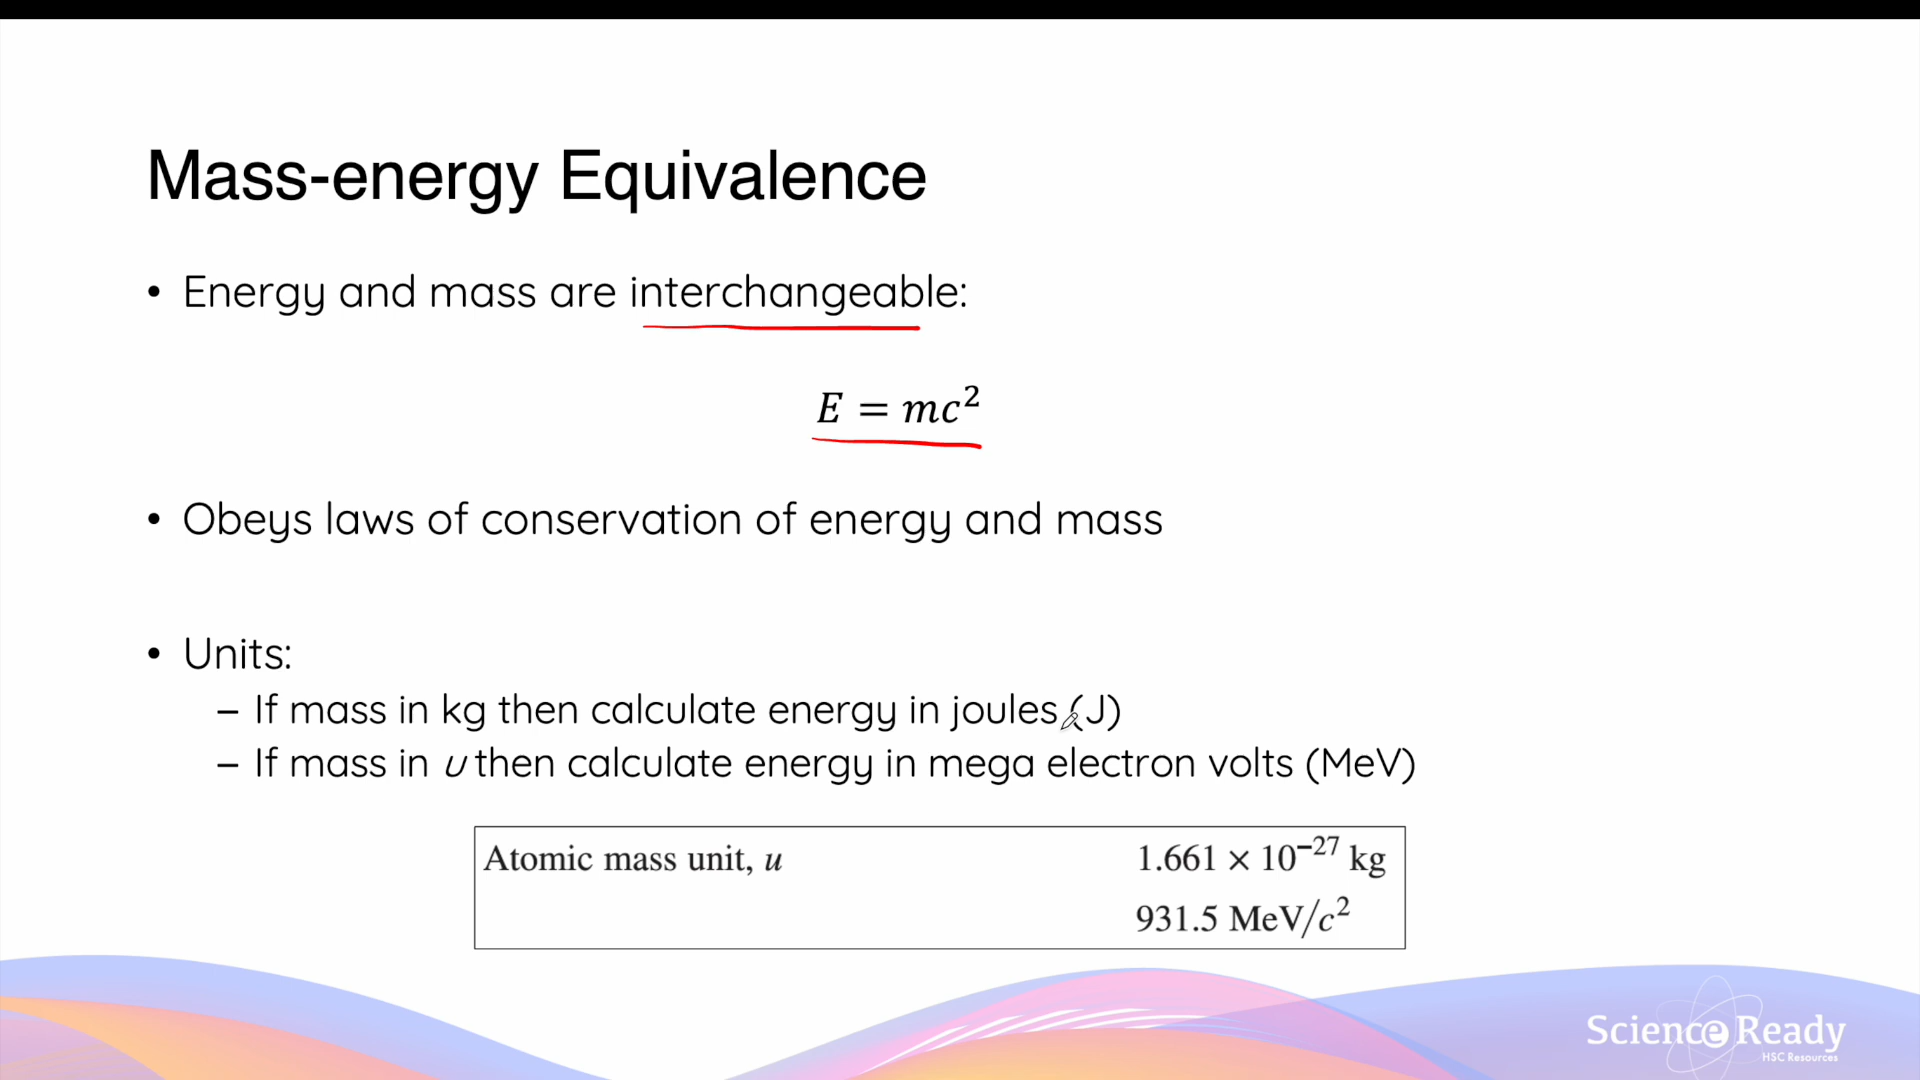 Mass-energy Equivalence
• Energy and mass are interchangeable:
E = mc²
• Obeys laws of conservation of energy and mass
• Units:
– If mass in kg then calculate energy in joules (J)
– If mass in u then calculate energy in mega electron volts (MeV)
Atomic mass unit, u 1.661 × 10⁻²⁷ kg
931.5 MeV/c²
Science Ready
HSC Resources